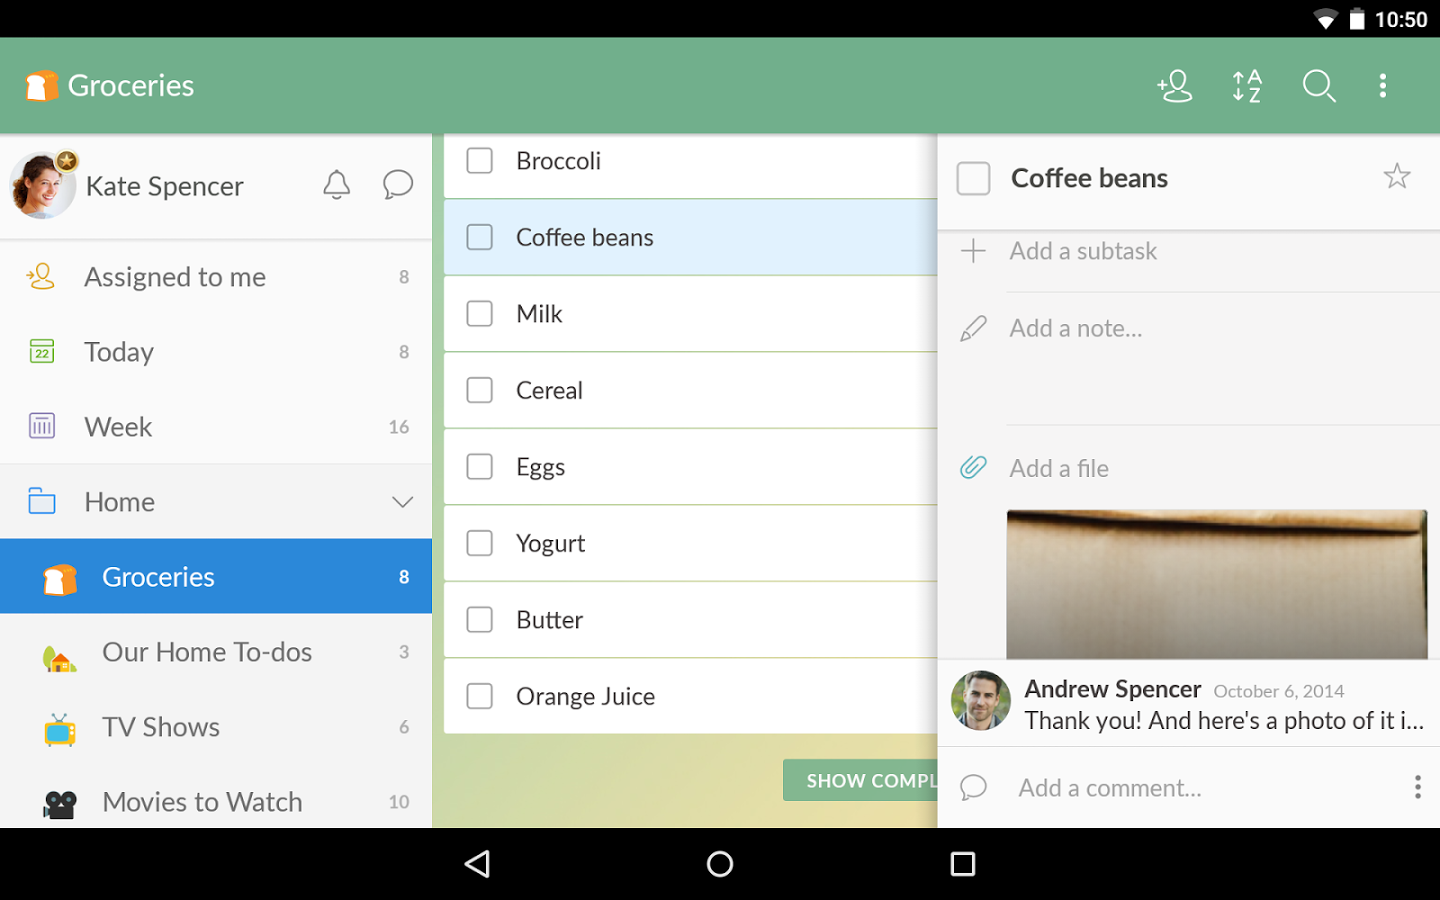 10:50
Groceries
A
Z
Kate Spencer
Assigned to me 8
22
Today 8
Week 16
Home
Groceries 8
Our Home To-dos 3
TV Shows 6
Movies to Watch 10
Broccoli
Coffee beans
Milk
Cereal
Eggs
Yogurt
Butter
Orange Juice
SHOW COMPL
Coffee beans
Add a subtask
Add a note...
Add a file
Andrew Spencer October 6, 2014
Thank you! And here's a photo of it i...
Add a comment...